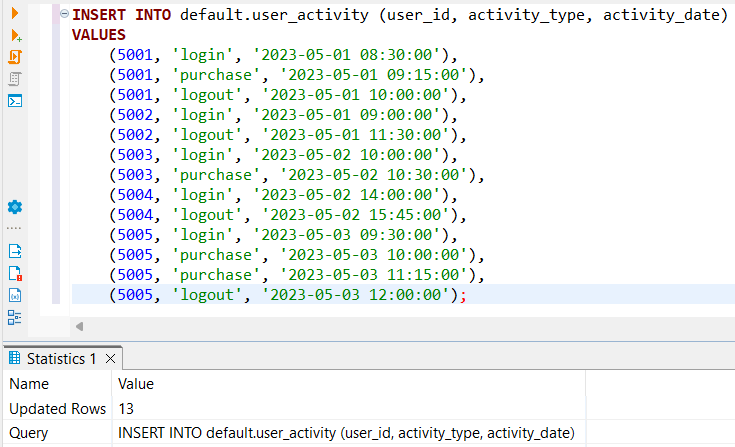 INSERT INTO default.user_activity (user_id, activity_type, activity_date)
VALUES
(5001, 'login', '2023-05-01 08:30:00'),
(5001, 'purchase', '2023-05-01 09:15:00'),
(5001, 'logout', '2023-05-01 10:00:00'),
(5002, 'login', '2023-05-01 09:00:00'),
(5002, 'logout', '2023-05-01 11:30:00'),
(5003, 'login', '2023-05-02 10:00:00'),
(5003, 'purchase', '2023-05-02 10:30:00'),
(5004, 'login', '2023-05-02 14:00:00'),
(5004, 'logout', '2023-05-02 15:45:00'),
(5005, 'login', '2023-05-03 09:30:00'),
(5005, 'purchase', '2023-05-03 10:00:00'),
(5005, 'purchase', '2023-05-03 11:15:00'),
(5005, 'logout', '2023-05-03 12:00:00');
Statistics 1
Name Value
Updated Rows 13
Query INSERT INTO default.user_activity (user_id, activity_type, activity_date)